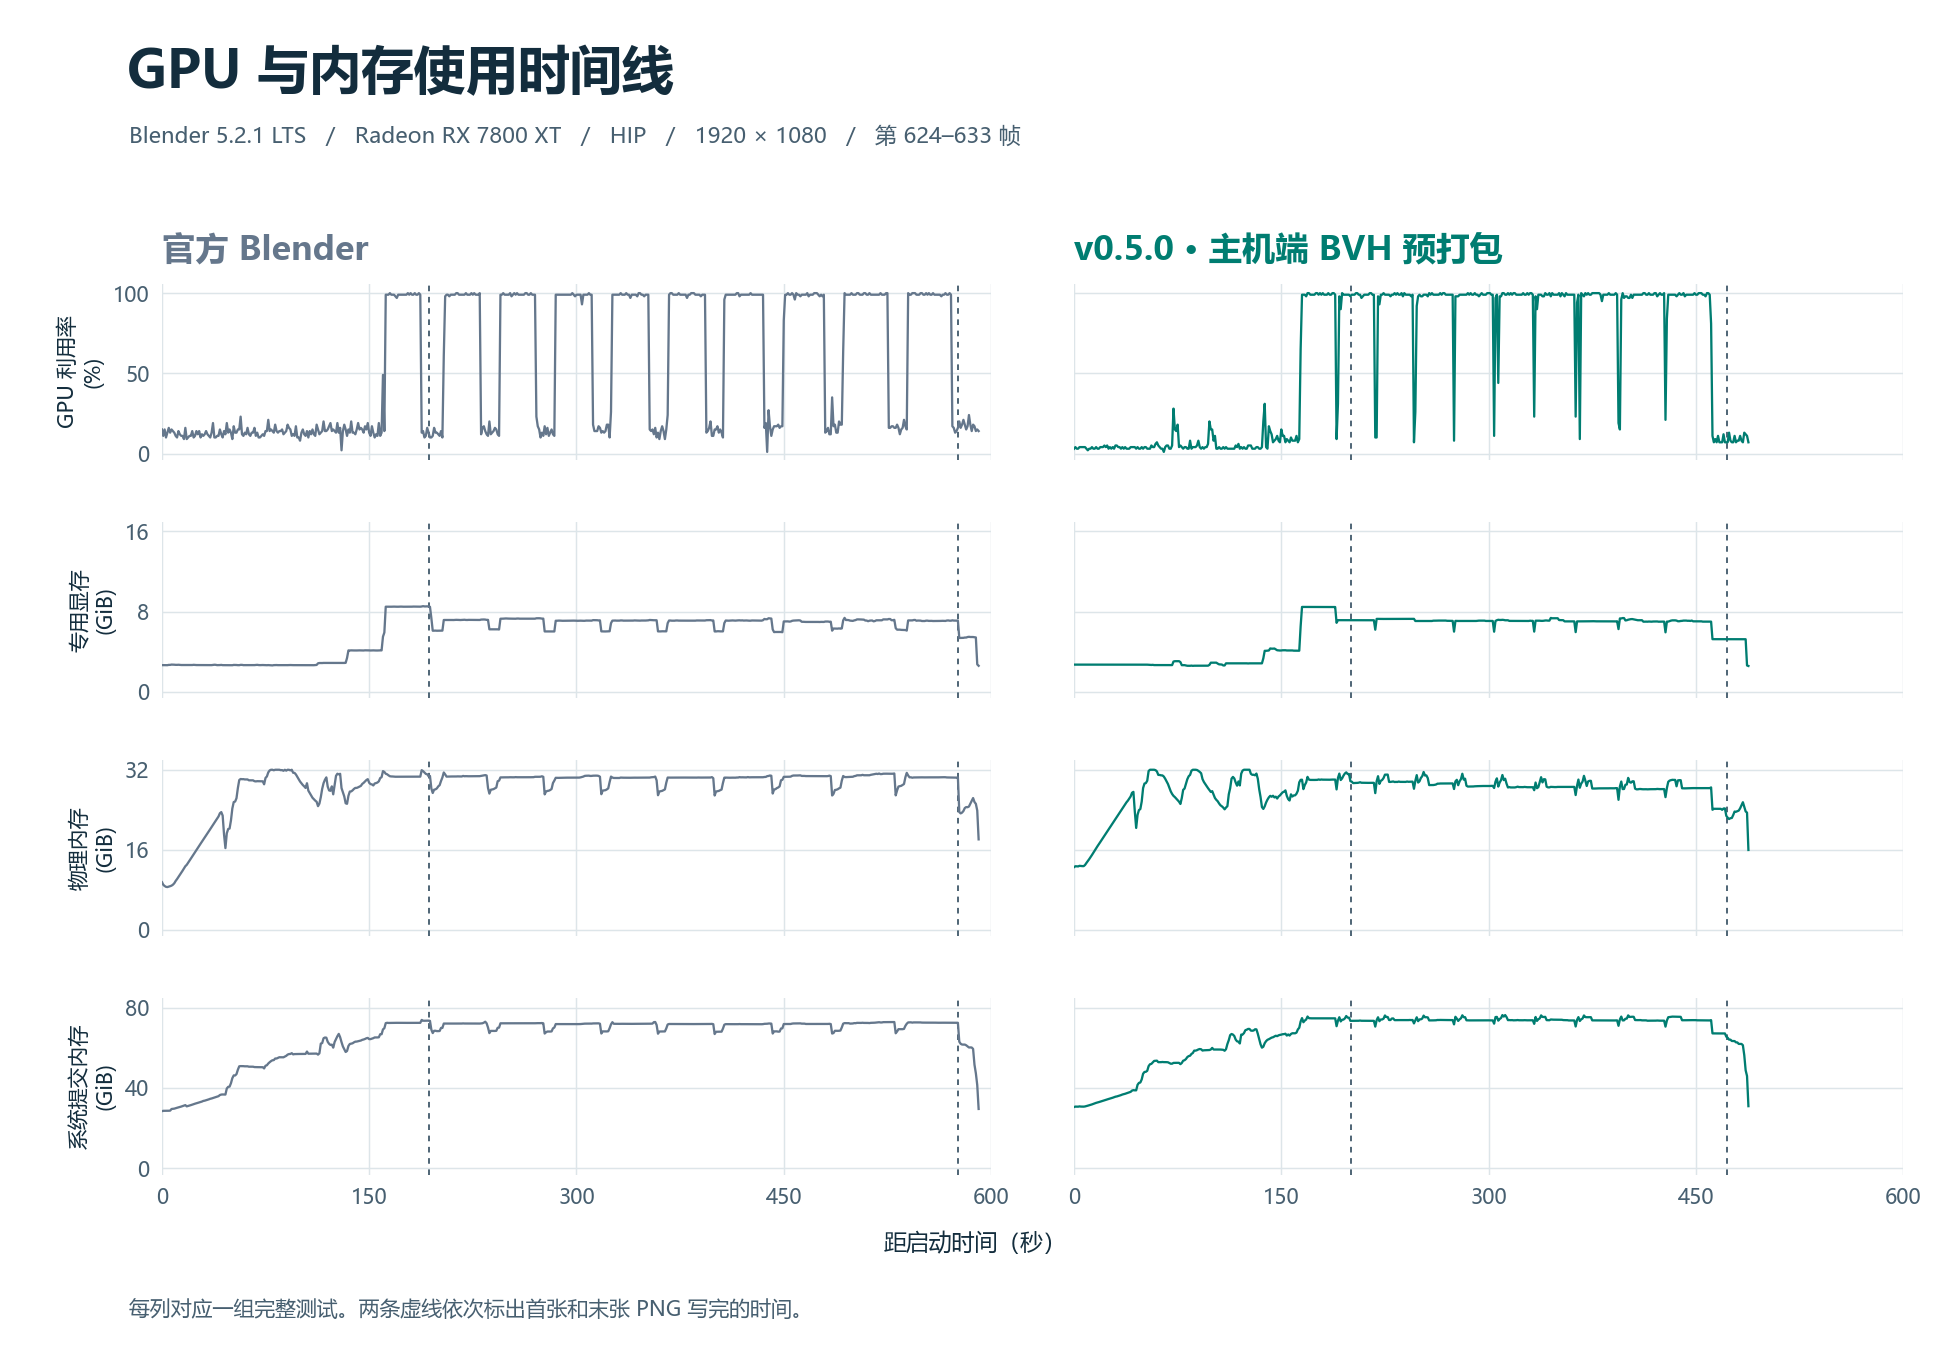 GPU 与内存使用时间线
Blender 5.2.1 LTS / Radeon RX 7800 XT / HIP / 1920 × 1080 / 第 624–633 帧
官方 Blender
v0.5.0 • 主机端 BVH 预打包
GPU 利用率
(%)
100
50
0
专用显存
(GiB)
16
8
0
物理内存
(GiB)
32
16
0
系统提交内存
(GiB)
80
40
0
0 150 300 450 600
0 150 300 450 600
距启动时间（秒）
每列对应一组完整测试。两条虚线依次标出首张和末张 PNG 写完的时间。